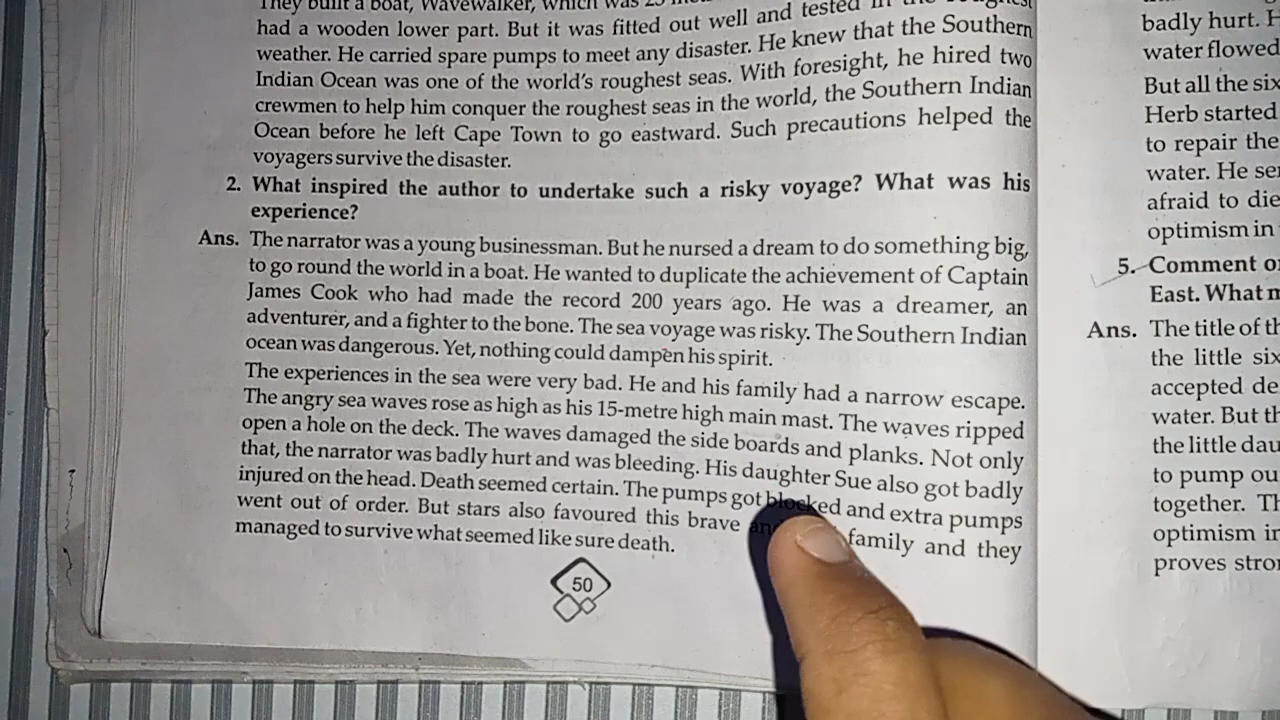 They built a boat, Wavewalker, which was 23
had a wooden lower part. But it was fitted out well and tested in the roughest
weather. He carried spare pumps to meet any disaster. He knew that the Southern
Indian Ocean was one of the world's roughest seas. With foresight, he hired two
crewmen to help him conquer the roughest seas in the world, the Southern Indian
Ocean before he left Cape Town to go eastward. Such precautions helped the
voyagers survive the disaster.
2. What inspired the author to undertake such a risky voyage? What was his
experience?
Ans. The narrator was a young businessman. But he nursed a dream to do something big,
to go round the world in a boat. He wanted to duplicate the achievement of Captain
James Cook who had made the record 200 years ago. He was a dreamer, an
adventurer, and a fighter to the bone. The sea voyage was risky. The Southern Indian
ocean was dangerous. Yet, nothing could dampen his spirit.
The experiences in the sea were very bad. He and his family had a narrow escape.
The angry sea waves rose as high as his 15-metre high main mast. The waves ripped
open a hole on the deck. The waves damaged the side boards and planks. Not only
that, the narrator was badly hurt and was bleeding. His daughter Sue also got badly
injured on the head. Death seemed certain. The pumps got blocked and extra pumps
went out of order. But stars also favoured this brave and family and they
managed to survive what seemed like sure death.
50
badly hurt.
water flowed
But all the six
Herb started
to repair the
water. He
afraid to die
optimism in
5. Comment
East. What
Ans. The title of
the little six
accepted
water. But
the little
to pump
together.
optimism
proves